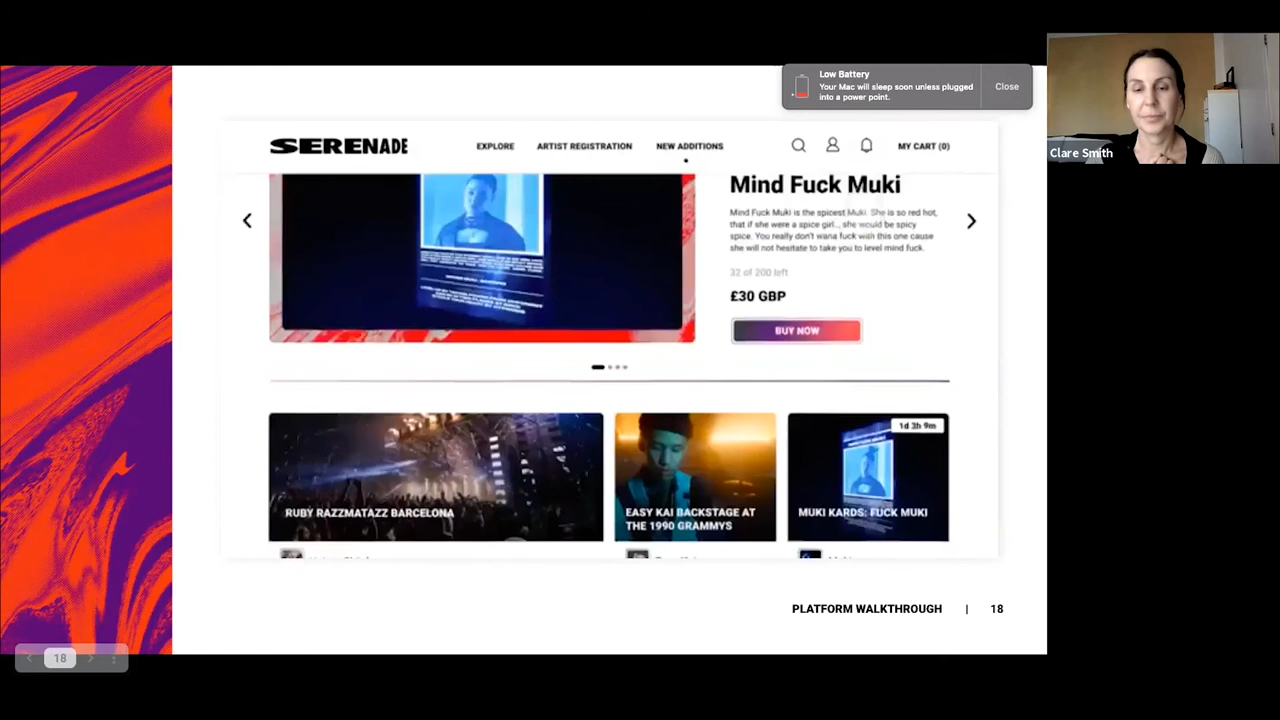 Low Battery
Your Mac will sleep soon unless plugged
into a power point.
Close
Clare Smith
SERENADE
EXPLORE
ARTIST REGISTRATION
NEW ADDITIONS
MY CART (0)
Mind Fuck Muki
Mind Fuck Muki is the spicest Muki. She is so red hot,
that if she were a spice girl... she would be spicy
spice. You really don't wana fuck with this one cause
she will not hesitate to take you to level mind fuck.
32 of 200 left
£30 GBP
BUY NOW
1d 3h 9m
RUBY RAZZMATAZZ BARCELONA
EASY KAI BACKSTAGE AT
THE 1990 GRAMMYS
MUKI KARDS: FUCK MUKI
PLATFORM WALKTHROUGH | 18
18